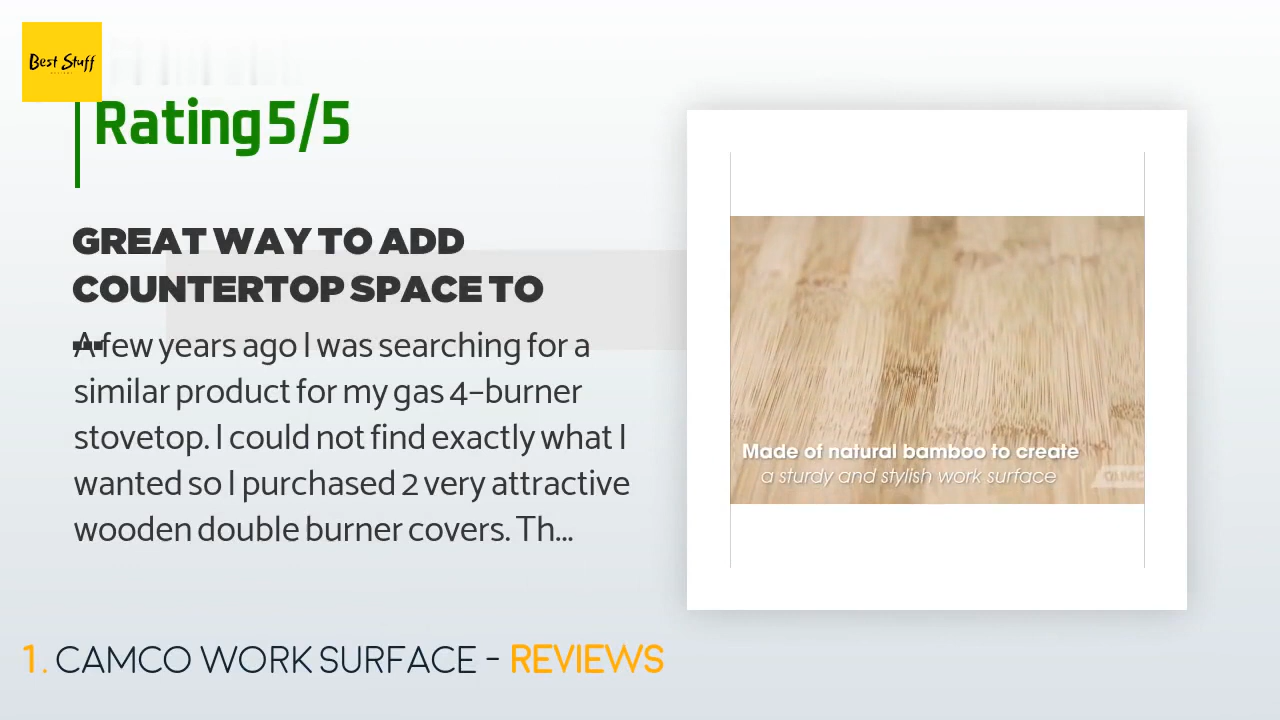 Best Stuff
Rating 5/5
GREAT WAY TO ADD
COUNTERTOP SPACE TO
...
A few years ago I was searching for a
similar product for my gas 4-burner
stovetop. I could not find exactly what I
wanted so I purchased 2 very attractive
wooden double burner covers. Th...
Made of natural bamboo to create
a sturdy and stylish work surface
1. CAMCO WORK SURFACE - REVIEWS